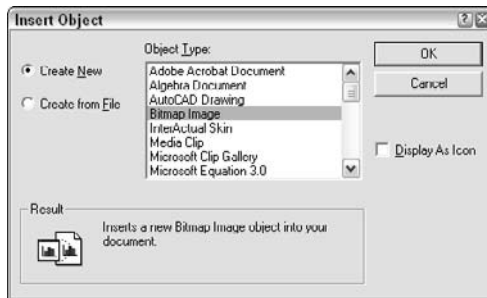 Insert Object
Create New
Create from File
Object Type:
Adobe Acrobat Document
Algebra Document
AutoCAD Drawing
Bitmap Image
InterActual Skin
Media Clip
Microsoft Clip Gallery
Microsoft Equation 3.0
OK
Cancel
Display As Icon
Result
Inserts a new Bitmap Image object into your
document.